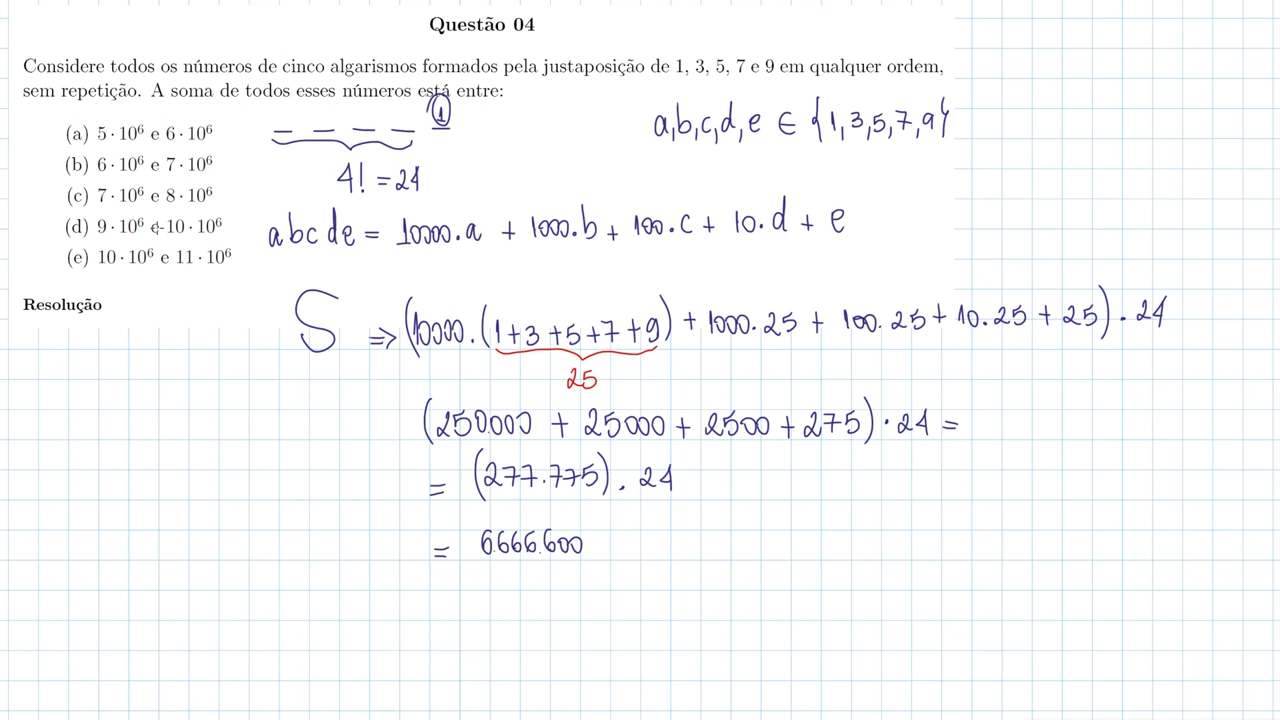 Questão 04
Considere todos os números de cinco algarismos formados pela justaposição de 1, 3, 5, 7 e 9 em qualquer ordem,
sem repetição. A soma de todos esses números está entre:
(a) 5 · 10⁶ e 6 · 10⁶
(b) 6 · 10⁶ e 7 · 10⁶
(c) 7 · 10⁶ e 8 · 10⁶
(d) 9 · 10⁶ e 10 · 10⁶
(e) 10 · 10⁶ e 11 · 10⁶
_ _ _ _ 1
4! = 24
a,b,c,d,e ∈ {1,3,5,7,9}
abcde = 10000.a + 1000.b + 100.c + 10.d + e
Resolução
S => (10000.(1+3+5+7+9) + 1000.25 + 100.25 + 10.25 + 25) . 24
25
(250000 + 25000 + 2500 + 275) · 24 =
= (277.775) . 24
= 6.666.600